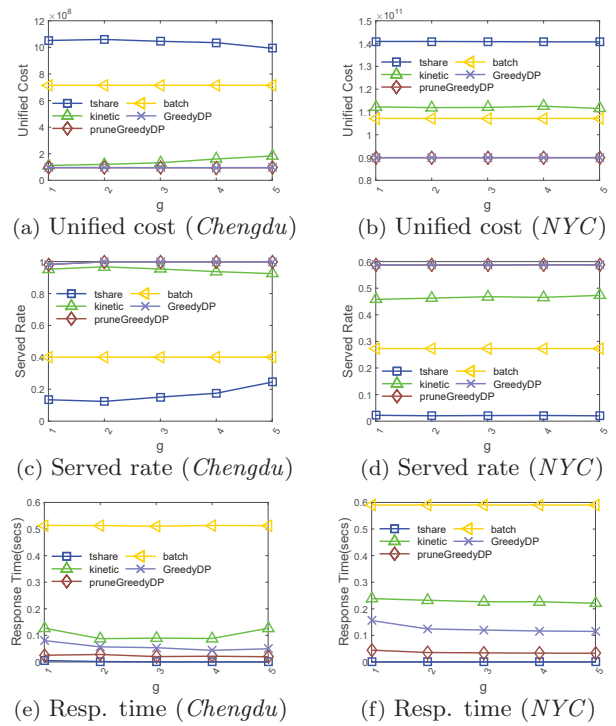 ×10⁸
12
10
8
6
4
2
0
Unified Cost
tshare
kinetic
pruneGreedyDP
batch
GreedyDP
1 2 3 4 5
g
(a) Unified cost (Chengdu)
×10¹¹
1.5
1.4
1.3
1.2
1.1
1
0.9
0.8
Unified Cost
tshare
kinetic
pruneGreedyDP
batch
GreedyDP
1 2 3 4 5
g
(b) Unified cost (NYC)
1
0.8
0.6
0.4
0.2
0
Served Rate
tshare
kinetic
pruneGreedyDP
batch
GreedyDP
1 2 3 4 5
g
(c) Served rate (Chengdu)
0.6
0.5
0.4
0.3
0.2
0.1
0
Served Rate
tshare
kinetic
pruneGreedyDP
batch
GreedyDP
1 2 3 4 5
g
(d) Served rate (NYC)
0.6
0.5
0.4
0.3
0.2
0.1
0
Response Time(secs)
tshare
kinetic
pruneGreedyDP
batch
GreedyDP
1 2 3 4 5
g
(e) Resp. time (Chengdu)
0.6
0.5
0.4
0.3
0.2
0.1
0
Response Time(secs)
tshare
kinetic
pruneGreedyDP
batch
GreedyDP
1 2 3 4 5
g
(f) Resp. time (NYC)